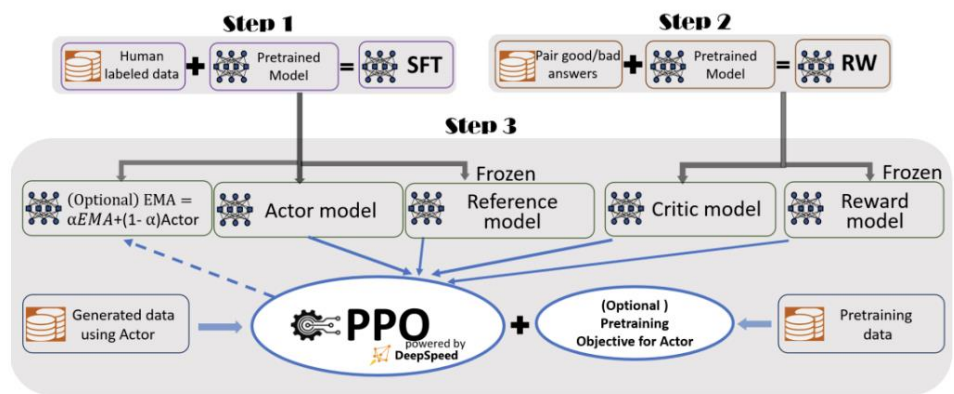 Step 1
Step 2
Human labeled data
+
Pretrained Model
=
SFT
Pair good/bad answers
+
Pretrained Model
=
RW
Step 3
Frozen
Frozen
(Optional) EMA =
αEMA+(1- α)Actor
Actor model
Reference
model
Critic model
Reward
model
Generated data
using Actor
PPO
powered by
DeepSpeed
+
(Optional )
Pretraining
Objective for Actor
Pretraining
data